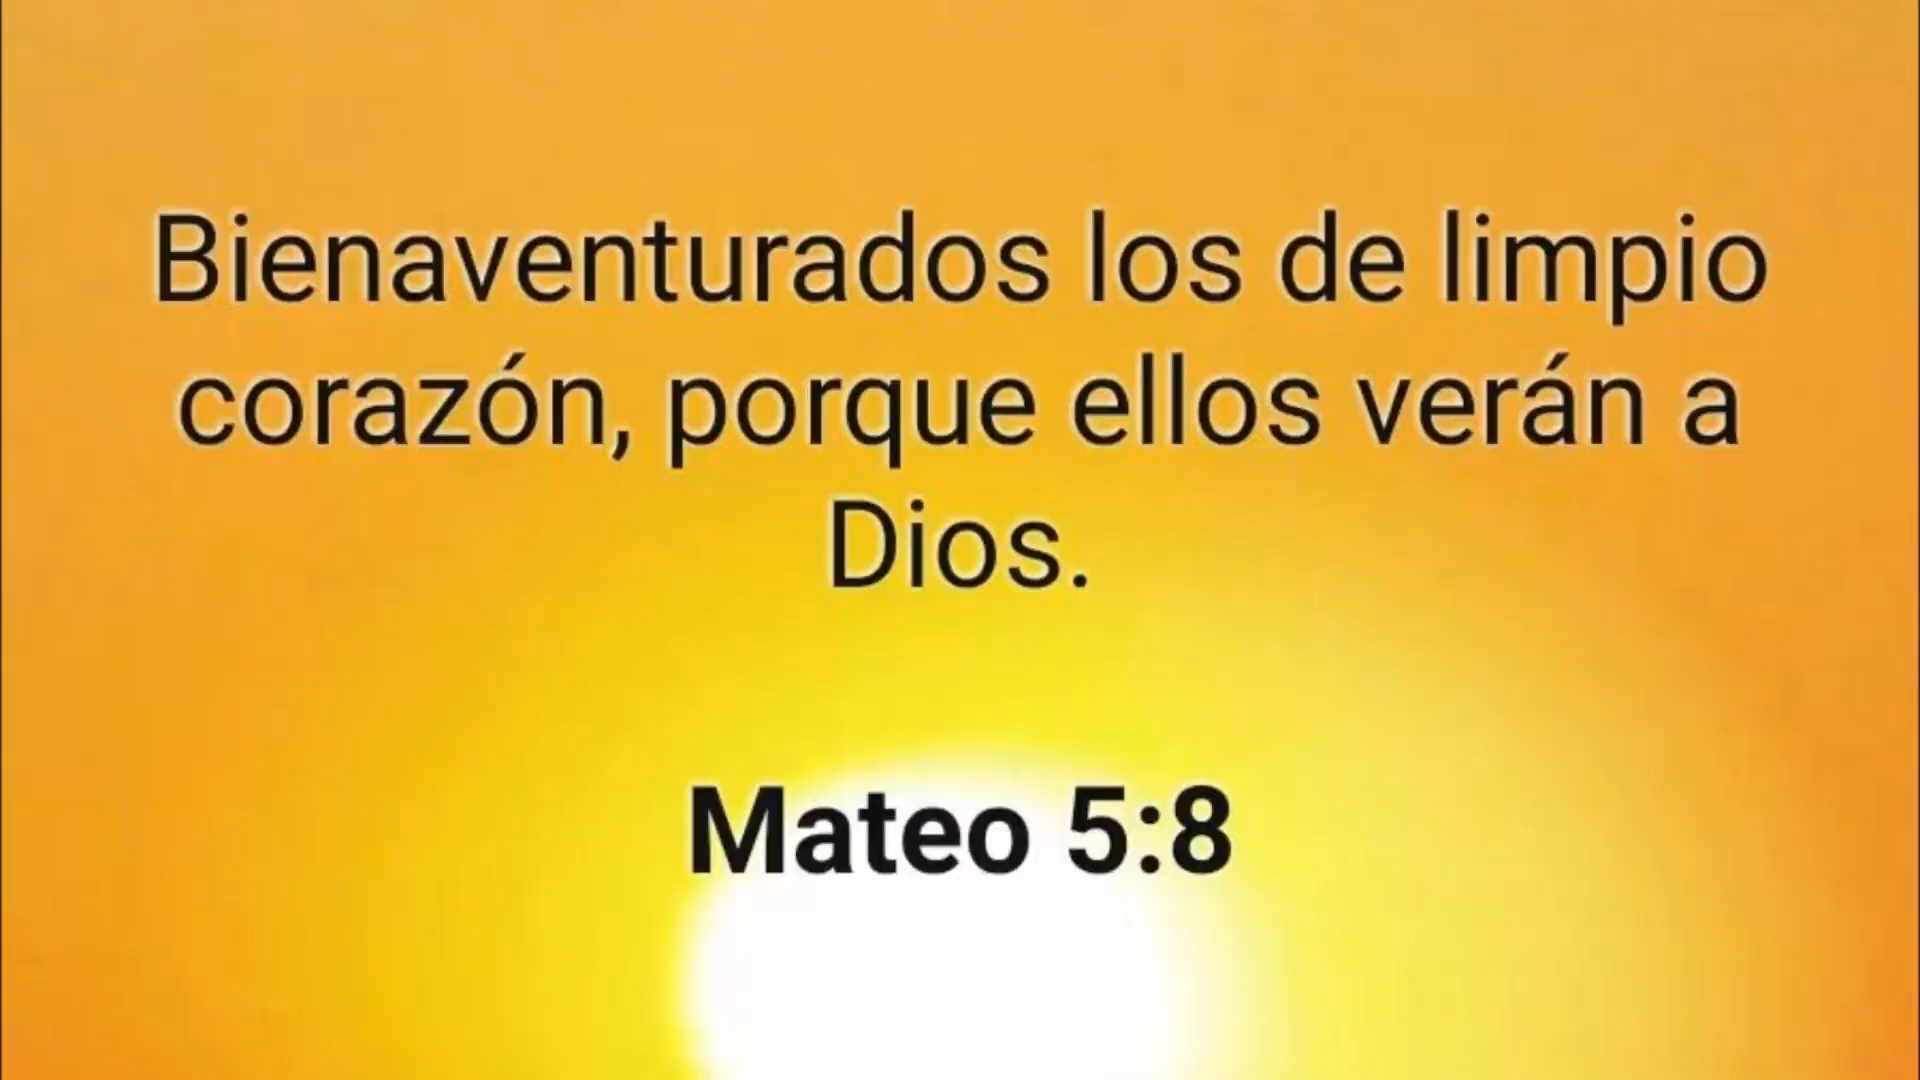 Bienaventurados los de limpio
corazón, porque ellos verán a
Dios.
Mateo 5:8